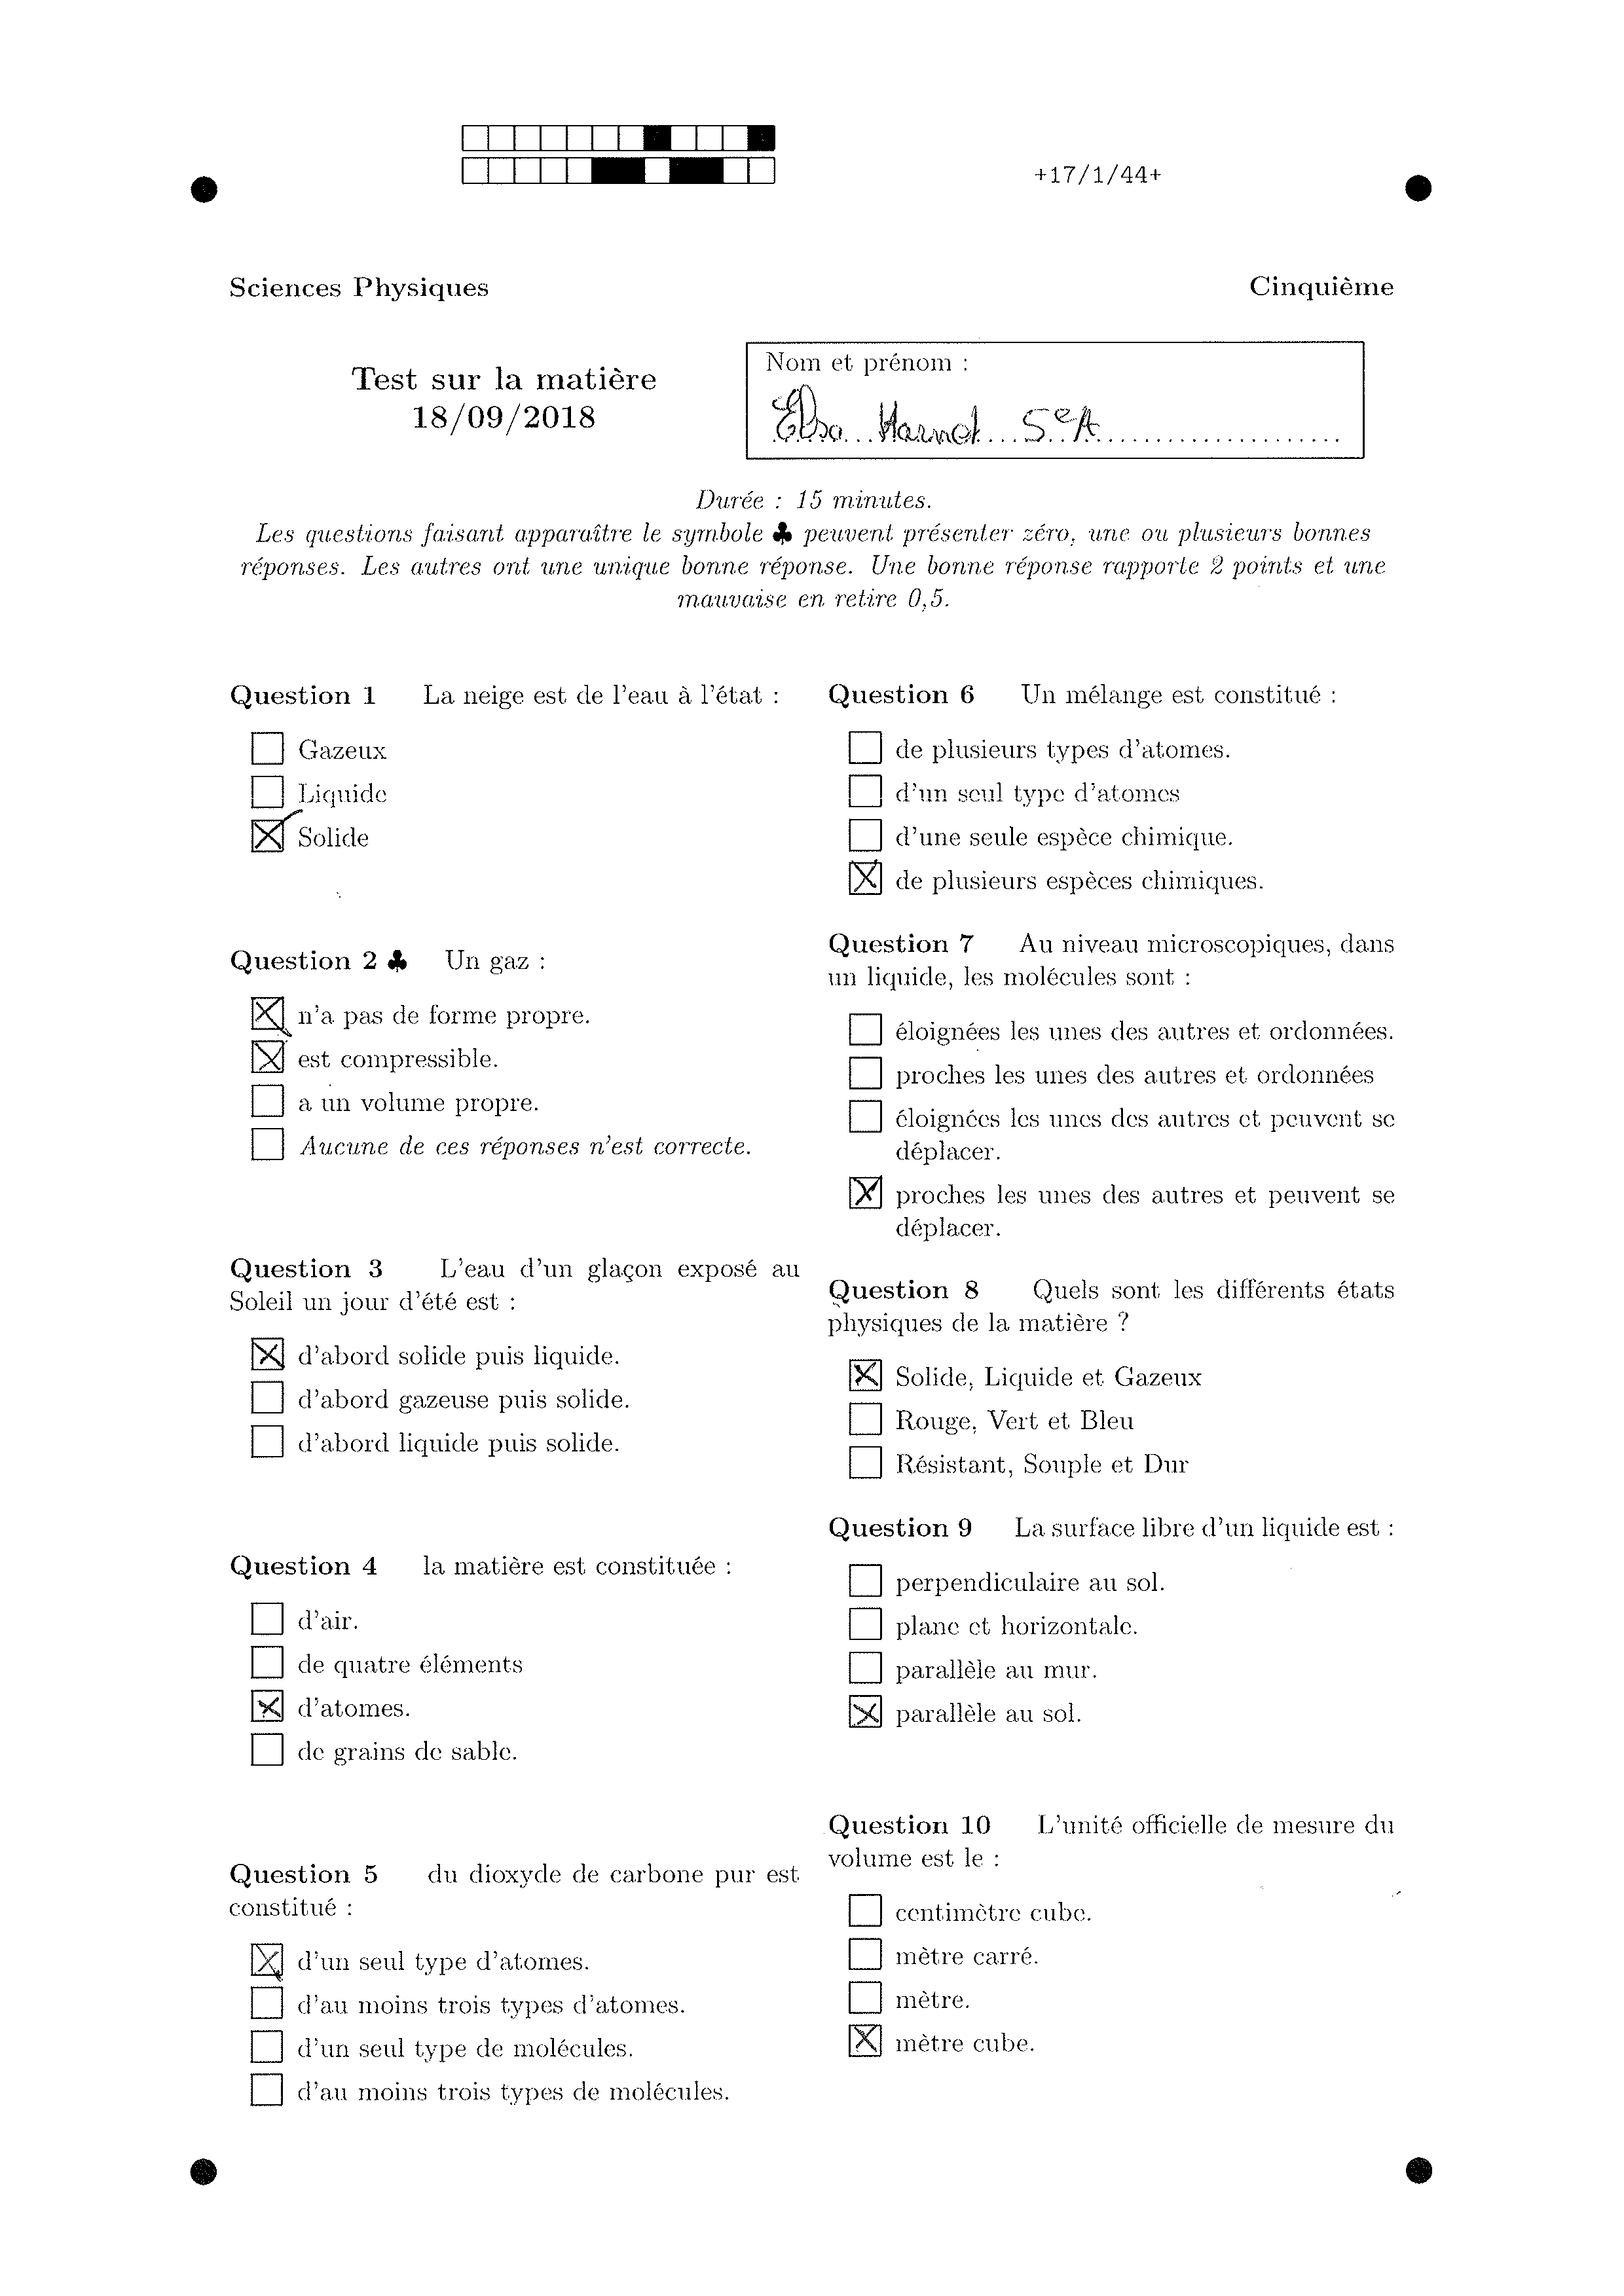 +17/1/44+
Sciences Physiques
Cinquième
Test sur la matière
18/09/2018
Nom et prénom :
Elsa Harnet 5eA
Durée : 15 minutes.
Les questions faisant apparaître le symbole ♣ peuvent présenter zéro, une ou plusieurs bonnes
réponses. Les autres ont une unique bonne réponse. Une bonne réponse rapporte 2 points et une
mauvaise en retire 0,5.
Question 1 La neige est de l'eau à l'état :
Gazeux
Liquide
Solide
Question 2 ♣ Un gaz :
n'a pas de forme propre.
est compressible.
a un volume propre.
Aucune de ces réponses n'est correcte.
Question 3 L'eau d'un glaçon exposé au
Soleil un jour d'été est :
d'abord solide puis liquide.
d'abord gazeuse puis solide.
d'abord liquide puis solide.
Question 4 la matière est constituée :
d'air.
de quatre éléments
d'atomes.
de grains de sable.
Question 5 du dioxyde de carbone pur est
constitué :
d'un seul type d'atomes.
d'au moins trois types d'atomes.
d'un seul type de molécules.
d'au moins trois types de molécules.
Question 6 Un mélange est constitué :
de plusieurs types d'atomes.
d'un seul type d'atomes
d'une seule espèce chimique.
de plusieurs espèces chimiques.
Question 7 Au niveau microscopiques, dans
un liquide, les molécules sont :
éloignées les unes des autres et ordonnées.
proches les unes des autres et ordonnées
éloignées les unes des autres et peuvent se
déplacer.
proches les unes des autres et peuvent se
déplacer.
Question 8 Quels sont les différents états
physiques de la matière ?
Solide, Liquide et Gazeux
Rouge, Vert et Bleu
Résistant, Souple et Dur
Question 9 La surface libre d'un liquide est :
perpendiculaire au sol.
plane et horizontale.
parallèle au mur.
parallèle au sol.
Question 10 L'unité officielle de mesure du
volume est le :
centimètre cube.
mètre carré.
mètre.
mètre cube.